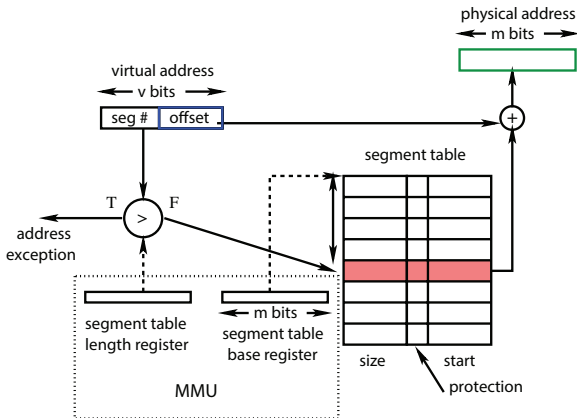 physical address
m bits
virtual address
v bits
seg #
offset
+
segment table
T
>
F
address
exception
m bits
segment table
length register
segment table
base register
MMU
size
start
protection